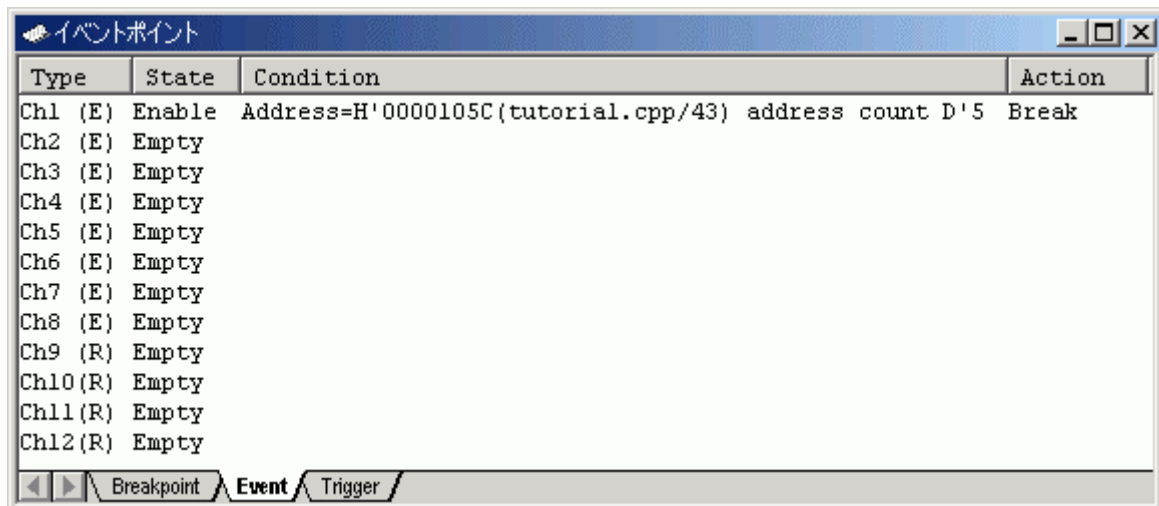 イベントポイント
Type State Condition Action
Ch1 (E) Enable Address=H'0000105C(tutorial.cpp/43) address count D'5 Break
Ch2 (E) Empty
Ch3 (E) Empty
Ch4 (E) Empty
Ch5 (E) Empty
Ch6 (E) Empty
Ch7 (E) Empty
Ch8 (E) Empty
Ch9 (R) Empty
Ch10(R) Empty
Ch11(R) Empty
Ch12(R) Empty
Breakpoint Event Trigger